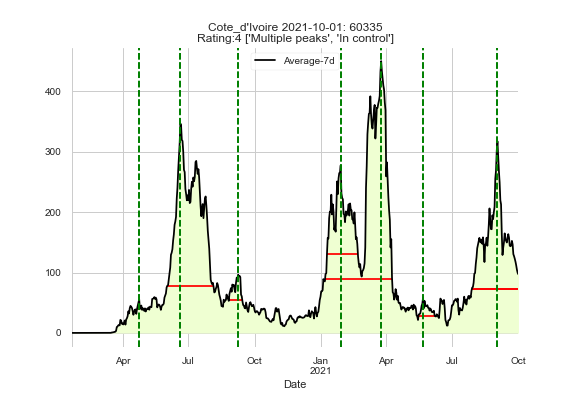 Cote_d'Ivoire 2021-10-01: 60335
Rating:4 ['Multiple peaks', 'In control']
Average-7d
400
300
200
100
0
Apr
Jul
Oct
Jan
2021
Apr
Jul
Oct
Date